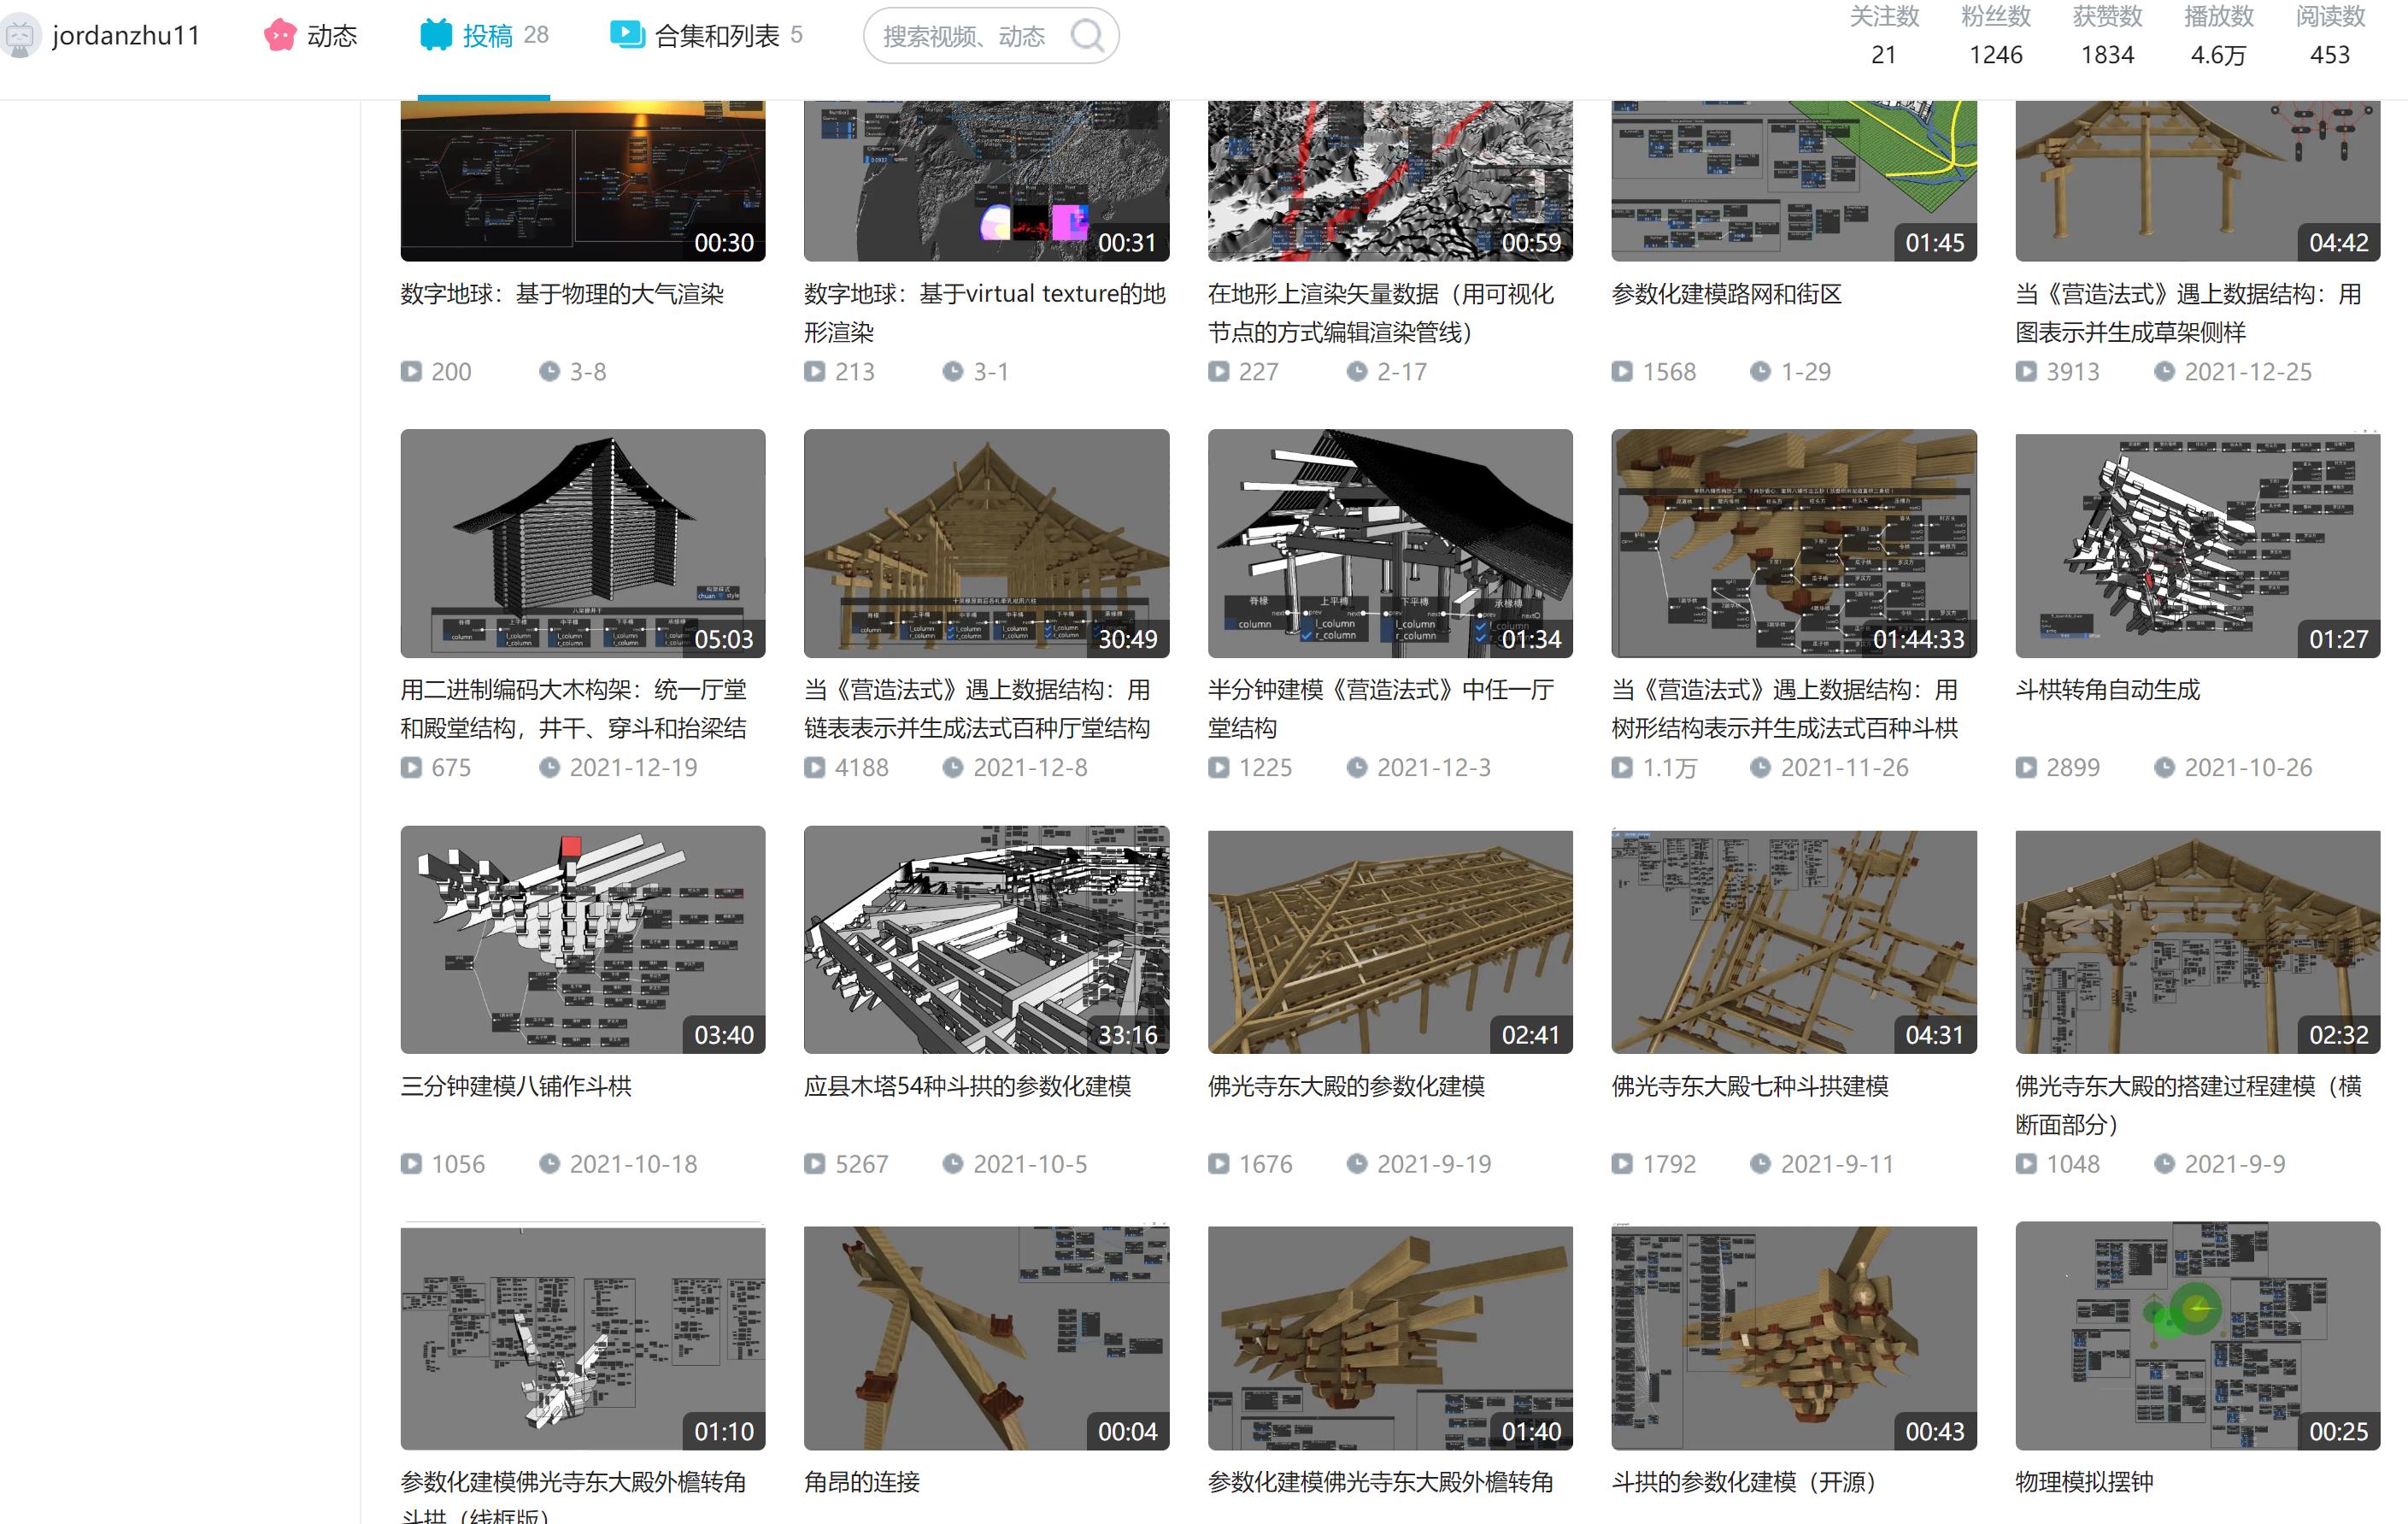 jordanzhu11 动态 投稿 28 合集和列表 5 搜索视频、动态 关注数 粉丝数 获赞数 播放数 阅读数
21 1246 1834 4.6万 453
00:30 00:31 00:59 01:45 04:42
数字地球：基于物理的大气渲染
数字地球：基于virtual texture的地
形渲染
在地形上渲染矢量数据（用可视化
节点的方式编辑渲染管线）
参数化建模路网和街区
当《营造法式》遇上数据结构：用
图表示并生成草架侧样
200 3-8 213 3-1 227 2-17 1568 1-29 3913 2021-12-25
05:03 30:49 01:34 01:44:33 01:27
用二进制编码大木构架：统一厅堂
和殿堂结构，井干、穿斗和抬梁结
当《营造法式》遇上数据结构：用
链表表示并生成法式百种厅堂结构
半分钟建模《营造法式》中任一厅
堂结构
当《营造法式》遇上数据结构：用
树形结构表示并生成法式百种斗栱
斗栱转角自动生成
675 2021-12-19 4188 2021-12-8 1225 2021-12-3 1.1万 2021-11-26 2899 2021-10-26
03:40 33:16 02:41 04:31 02:32
三分钟建模八铺作斗栱
应县木塔54种斗拱的参数化建模
佛光寺东大殿的参数化建模
佛光寺东大殿七种斗拱建模
佛光寺东大殿的搭建过程建模（横
断面部分）
1056 2021-10-18 5267 2021-10-5 1676 2021-9-19 1792 2021-9-11 1048 2021-9-9
01:10 00:04 01:40 00:43 00:25
参数化建模佛光寺东大殿外檐转角
斗拱（线框版）
角昂的连接
参数化建模佛光寺东大殿外檐转角
斗拱的参数化建模（开源）
物理模拟摆钟